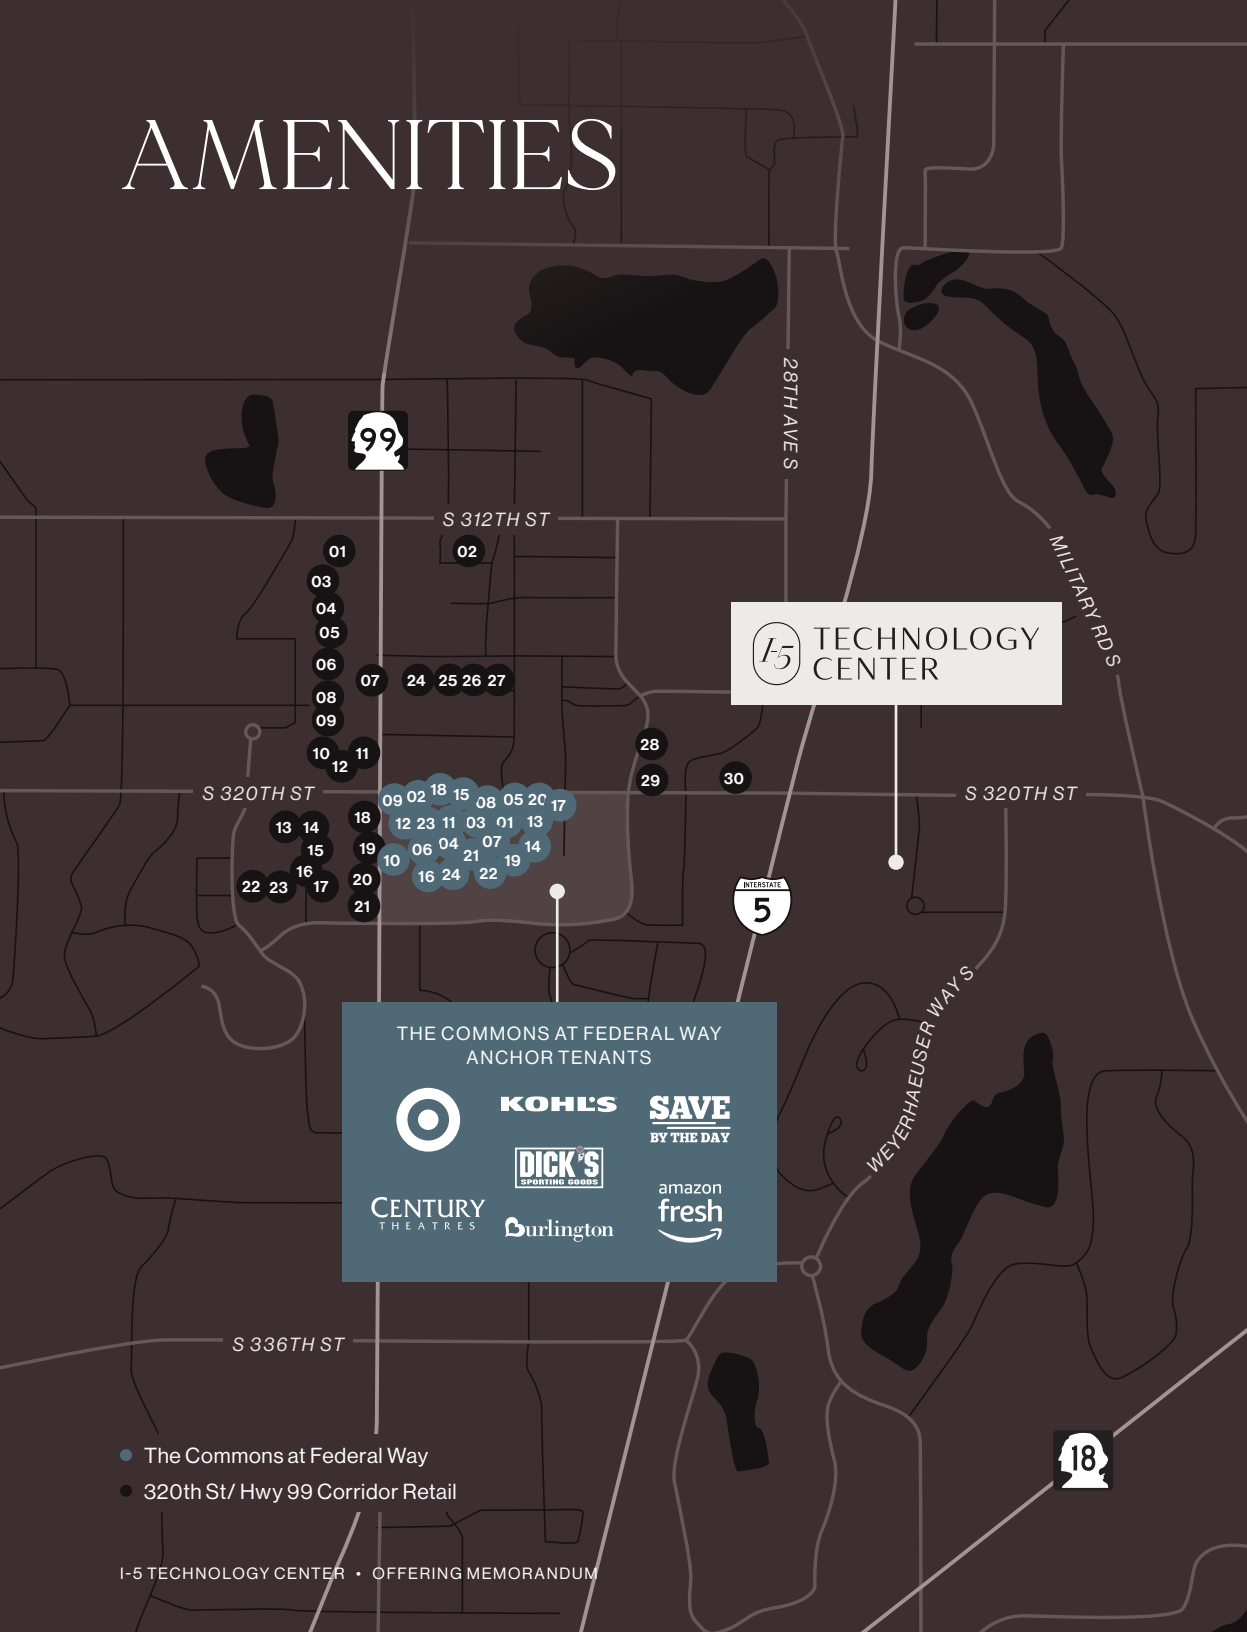 AMENITIES
28TH AVE S
99
S 312TH ST
01
02
03
04
05
MILITARY RD S
I-5 TECHNOLOGY
CENTER
06
07
24
25
26
27
08
09
28
10
11
12
29
30
S 320TH ST
S 320TH ST
09
02
18
15
08
05
20
17
18
13
14
12
23
11
03
01
13
15
19
10
06
04
21
07
19
14
16
22
23
17
20
16
24
22
21
INTERSTATE
5
WEYERHAEUSER WAY S
THE COMMONS AT FEDERAL WAY
ANCHOR TENANTS
KOHL'S
SAVE
BY THE DAY
DICK'S
SPORTING GOODS
CENTURY
THEATRES
Burlington
amazon
fresh
S 336TH ST
The Commons at Federal Way
320th St/ Hwy 99 Corridor Retail
18
I-5 TECHNOLOGY CENTER • OFFERING MEMORANDUM